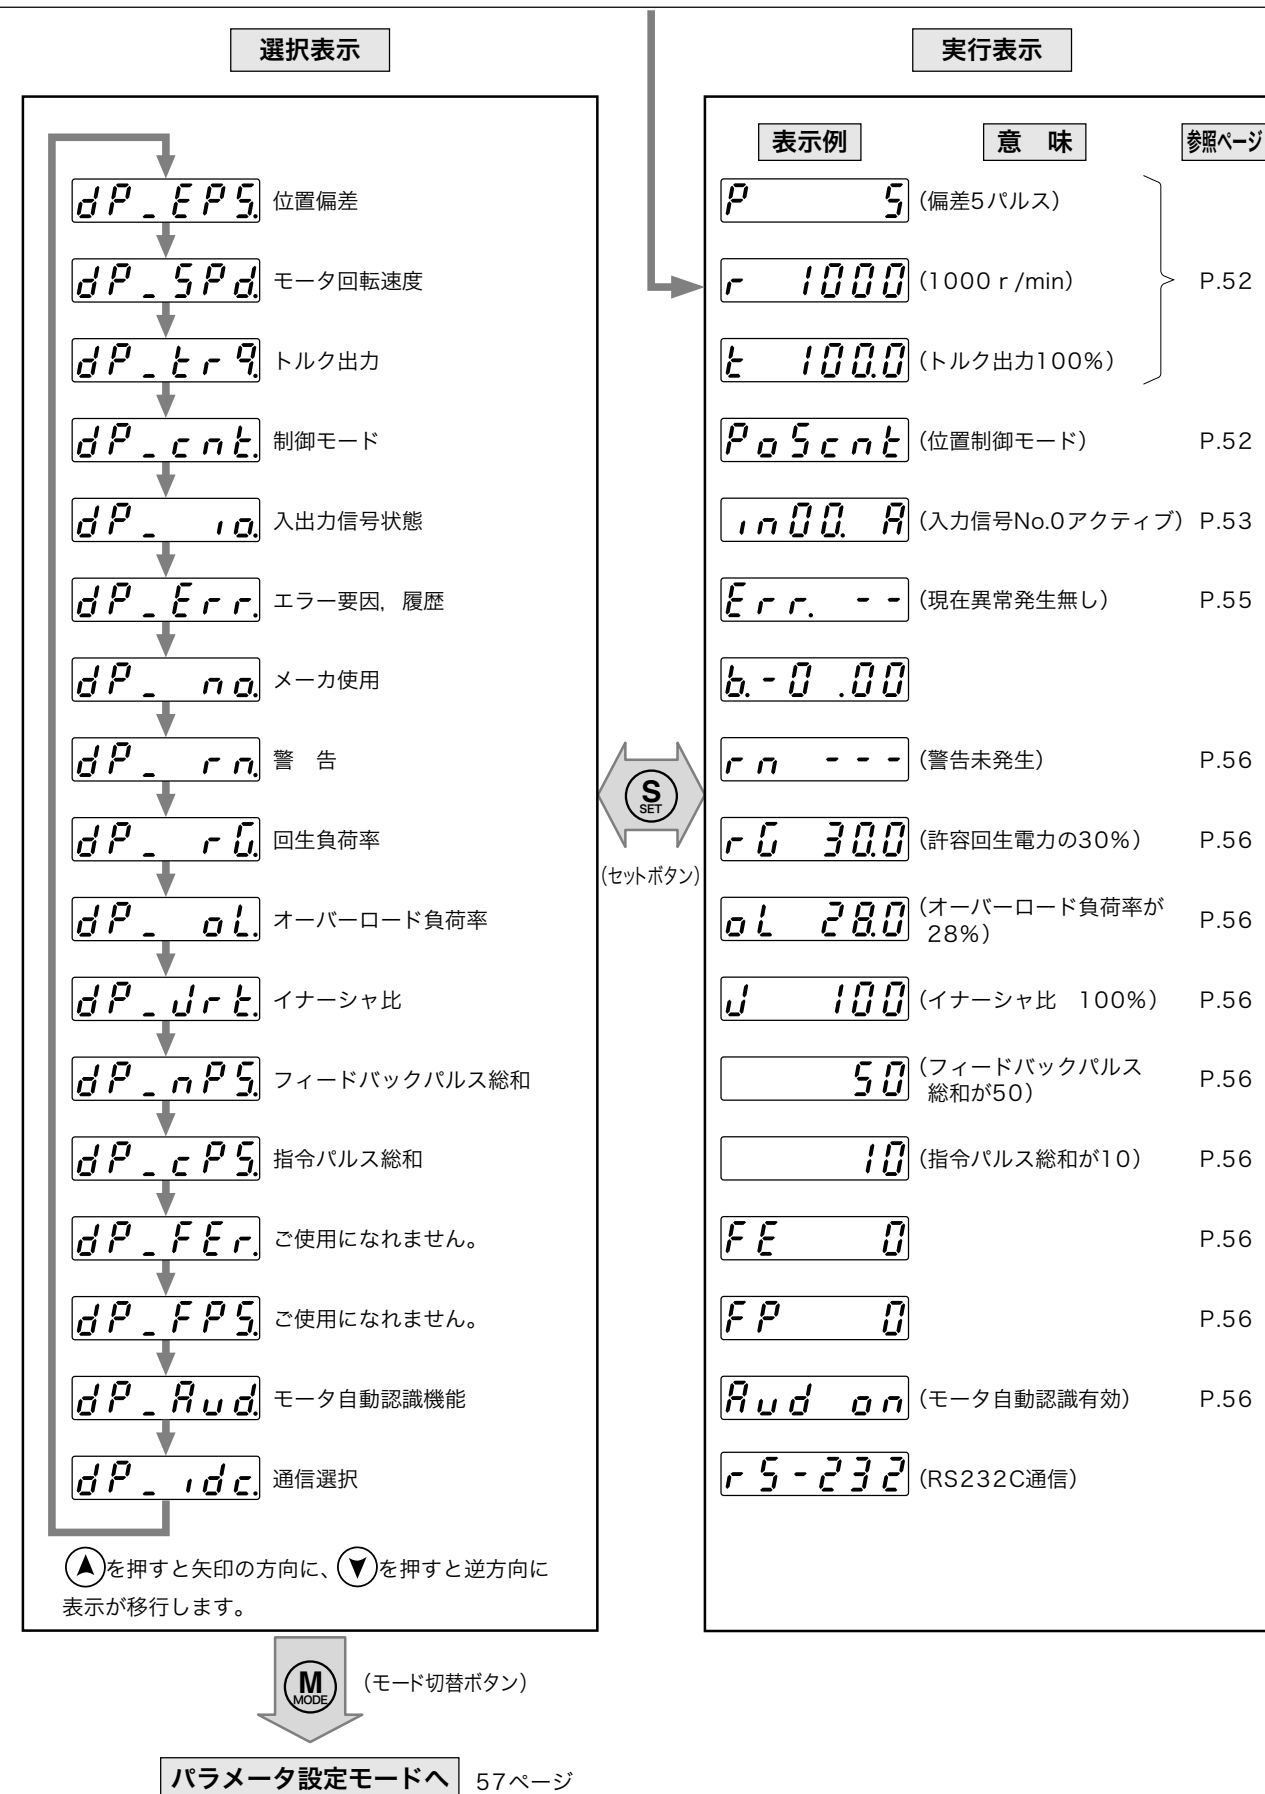 選択表示
dP_EPS.
位置偏差
dP_SPd.
モータ回転速度
dP_trq.
トルク出力
dP_cnt.
制御モード
dP_ io.
入出力信号状態
dP_Err.
エラー要因，履歴
dP_ no.
メーカ使用
dP_ rn.
警　告
dP_ rG.
回生負荷率
dP_ oL.
オーバーロード負荷率
dP_Jrt.
イナーシャ比
dP_nPS.
フィードバックパルス総和
dP_cPS.
指令パルス総和
dP_FEr.
ご使用になれません。
dP_FPS.
ご使用になれません。
dP_Aud.
モータ自動認識機能
dP_ idc.
通信選択
を押すと矢印の方向に、を押すと逆方向に
表示が移行します。
S
SET
（セットボタン）
実行表示
表示例
意　味
参照ページ
P 5
（偏差5パルス）
r 1000
（1000 r /min）
P.52
t 100.0
（トルク出力100%）
PoScnt
（位置制御モード）
P.52
in00. A
（入力信号No.0アクティブ）
P.53
Err. --
（現在異常発生無し）
P.55
b.-0 .00
rn ---
（警告未発生）
P.56
rG 30.0
（許容回生電力の30%）
P.56
oL 28.0
（オーバーロード負荷率が
28%）
P.56
J 100
（イナーシャ比　100%）
P.56
50
（フィードバックパルス
総和が50）
P.56
10
（指令パルス総和が10）
P.56
FE 0
P.56
FP 0
P.56
Aud on
（モータ自動認識有効）
P.56
rS-232
（RS232C通信）
M
MODE
（モード切替ボタン）
パラメータ設定モードへ
57ページ